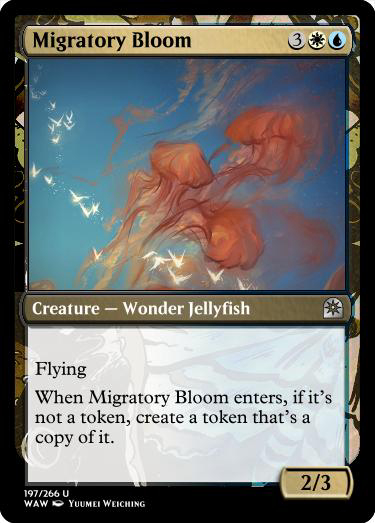 Migratory Bloom 3
Creature — Wonder Jellyfish
Flying
When Migratory Bloom enters, if it's
not a token, create a token that's a
copy of it.
197/266 U
WAW Yuumei Weiching
2/3